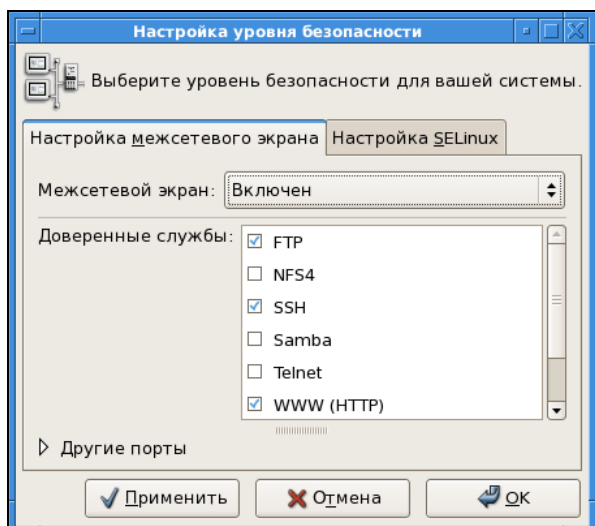 Настройка уровня безопасности
Выберите уровень безопасности для вашей системы.
Настройка межсетевого экрана Настройка SELinux
Межсетевой экран: Включен
Доверенные службы: FTP
NFS4
SSH
Samba
Telnet
WWW (HTTP)
Другие порты
Применить Отмена OK